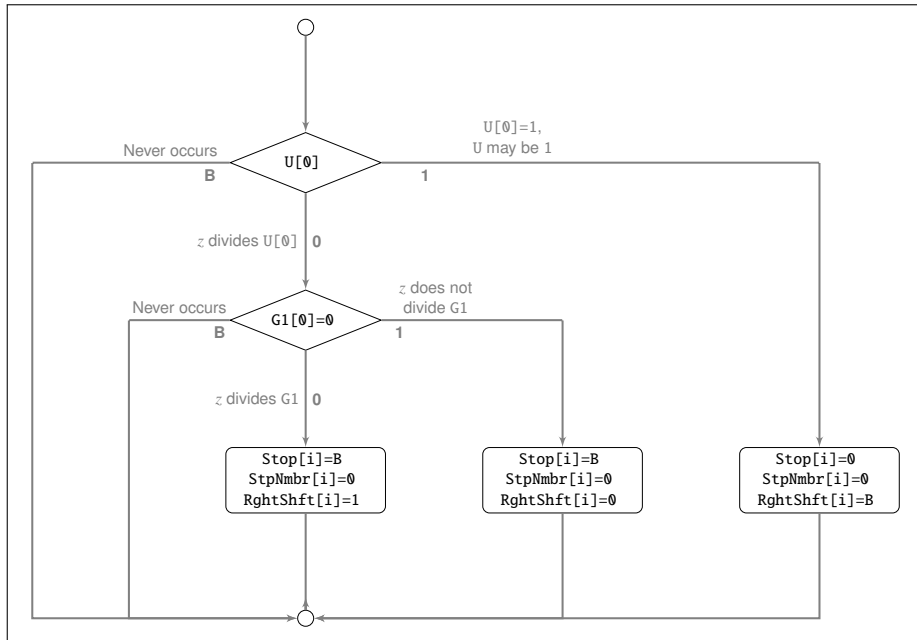 U[0]=1,
U may be 1
Never occurs
U[0]
B
1
z divides U[0]
0
z does not
divide G1
Never occurs
G1[0]=0
B
1
z divides G1
0
Stop[i]=B
StpNmbr[i]=0
RghtShft[i]=1
Stop[i]=B
StpNmbr[i]=0
RghtShft[i]=0
Stop[i]=0
StpNmbr[i]=0
RghtShft[i]=B